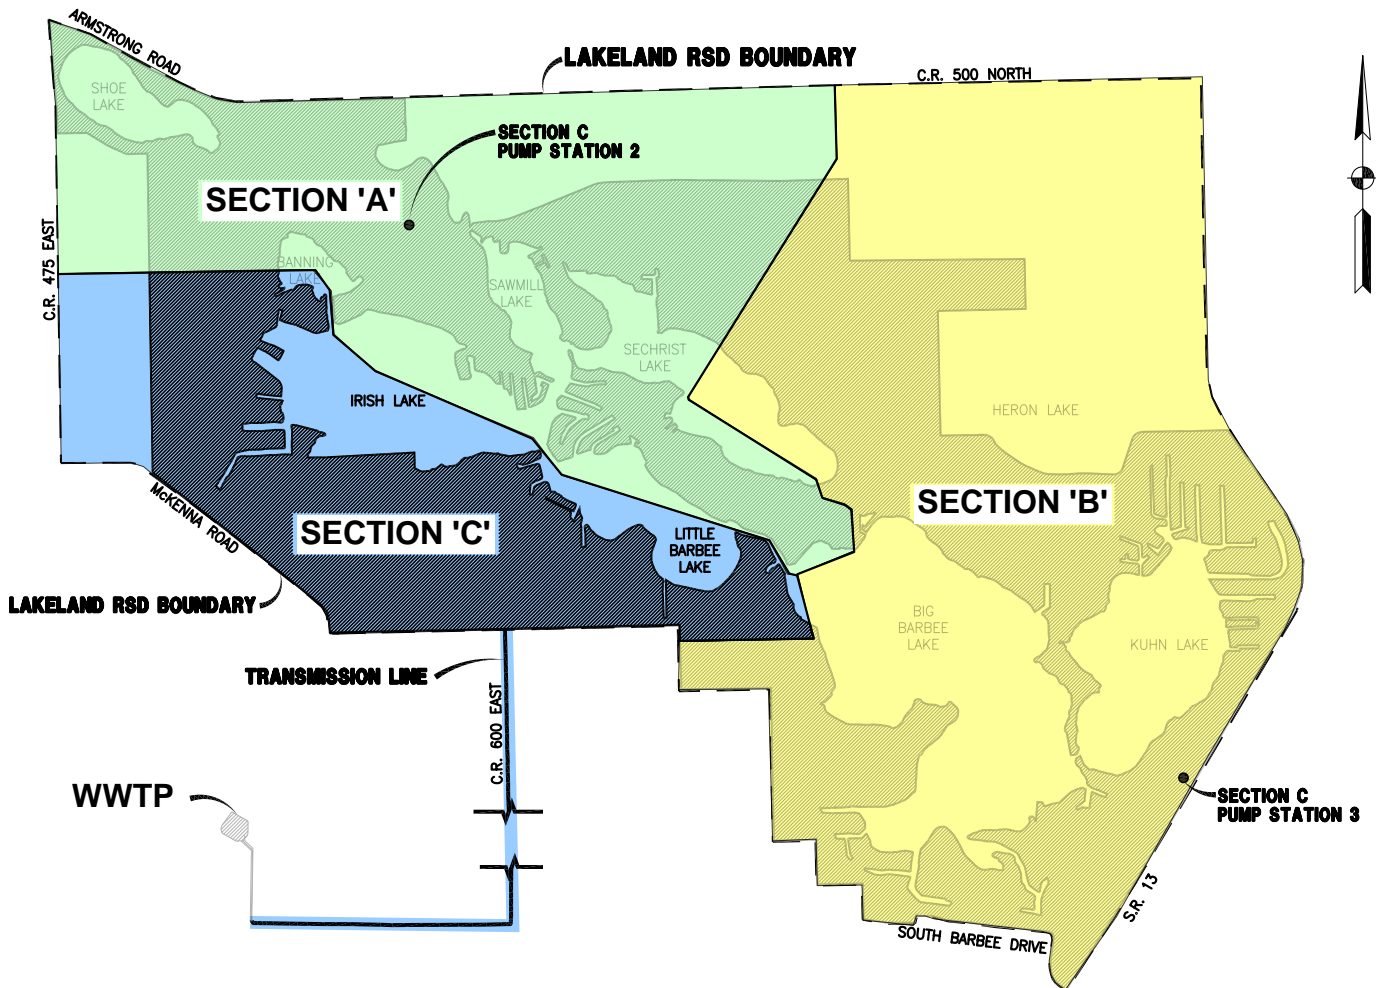 ARMSTRONG ROAD
LAKELAND RSD BOUNDARY
C.R. 500 NORTH
SHOE
LAKE
SECTION C
PUMP STATION 2
SECTION 'A'
C.R. 475 EAST
BANNING
LAKE
SAWMILL
LAKE
SECHRIST
LAKE
IRISH LAKE
HERON LAKE
McKENNA ROAD
SECTION 'C'
SECTION 'B'
LITTLE
BARBEE
LAKE
LAKELAND RSD BOUNDARY
BIG
BARBEE
LAKE
KUHN LAKE
TRANSMISSION LINE
C.R. 600 EAST
WWTP
SECTION C
PUMP STATION 3
S.R. 13
SOUTH BARBEE DRIVE